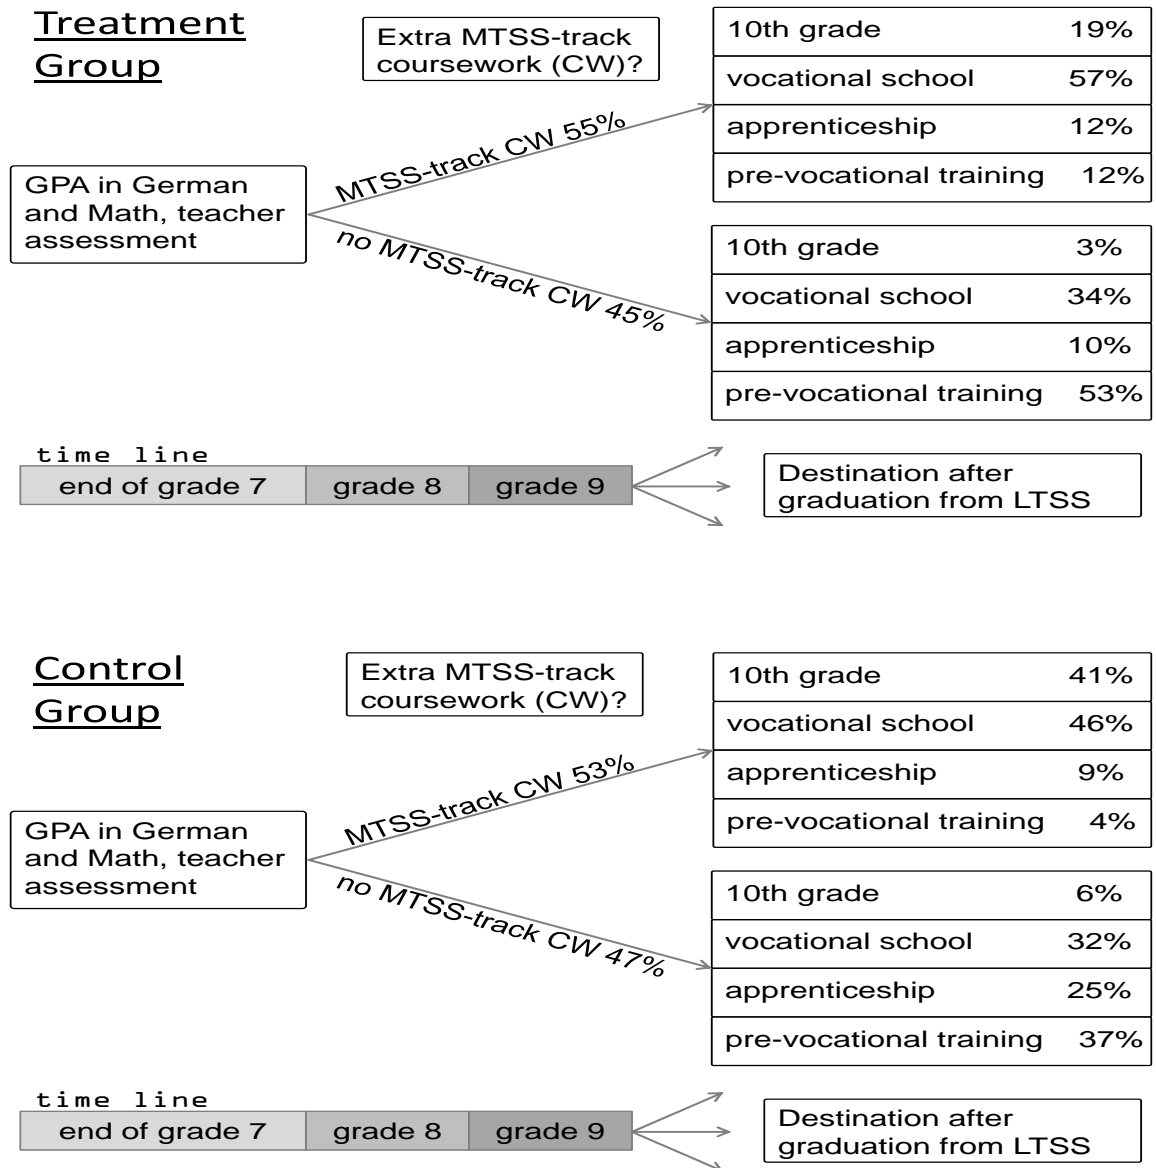 Treatment
Group
Extra MTSS-track
coursework (CW)?
GPA in German
and Math, teacher
assessment
MTSS-track CW 55%
no MTSS-track CW 45%
10th grade 19%
vocational school 57%
apprenticeship 12%
pre-vocational training 12%
10th grade 3%
vocational school 34%
apprenticeship 10%
pre-vocational training 53%
time line
end of grade 7 grade 8 grade 9
Destination after
graduation from LTSS
Control
Group
Extra MTSS-track
coursework (CW)?
GPA in German
and Math, teacher
assessment
MTSS-track CW 53%
no MTSS-track CW 47%
10th grade 41%
vocational school 46%
apprenticeship 9%
pre-vocational training 4%
10th grade 6%
vocational school 32%
apprenticeship 25%
pre-vocational training 37%
time line
end of grade 7 grade 8 grade 9
Destination after
graduation from LTSS